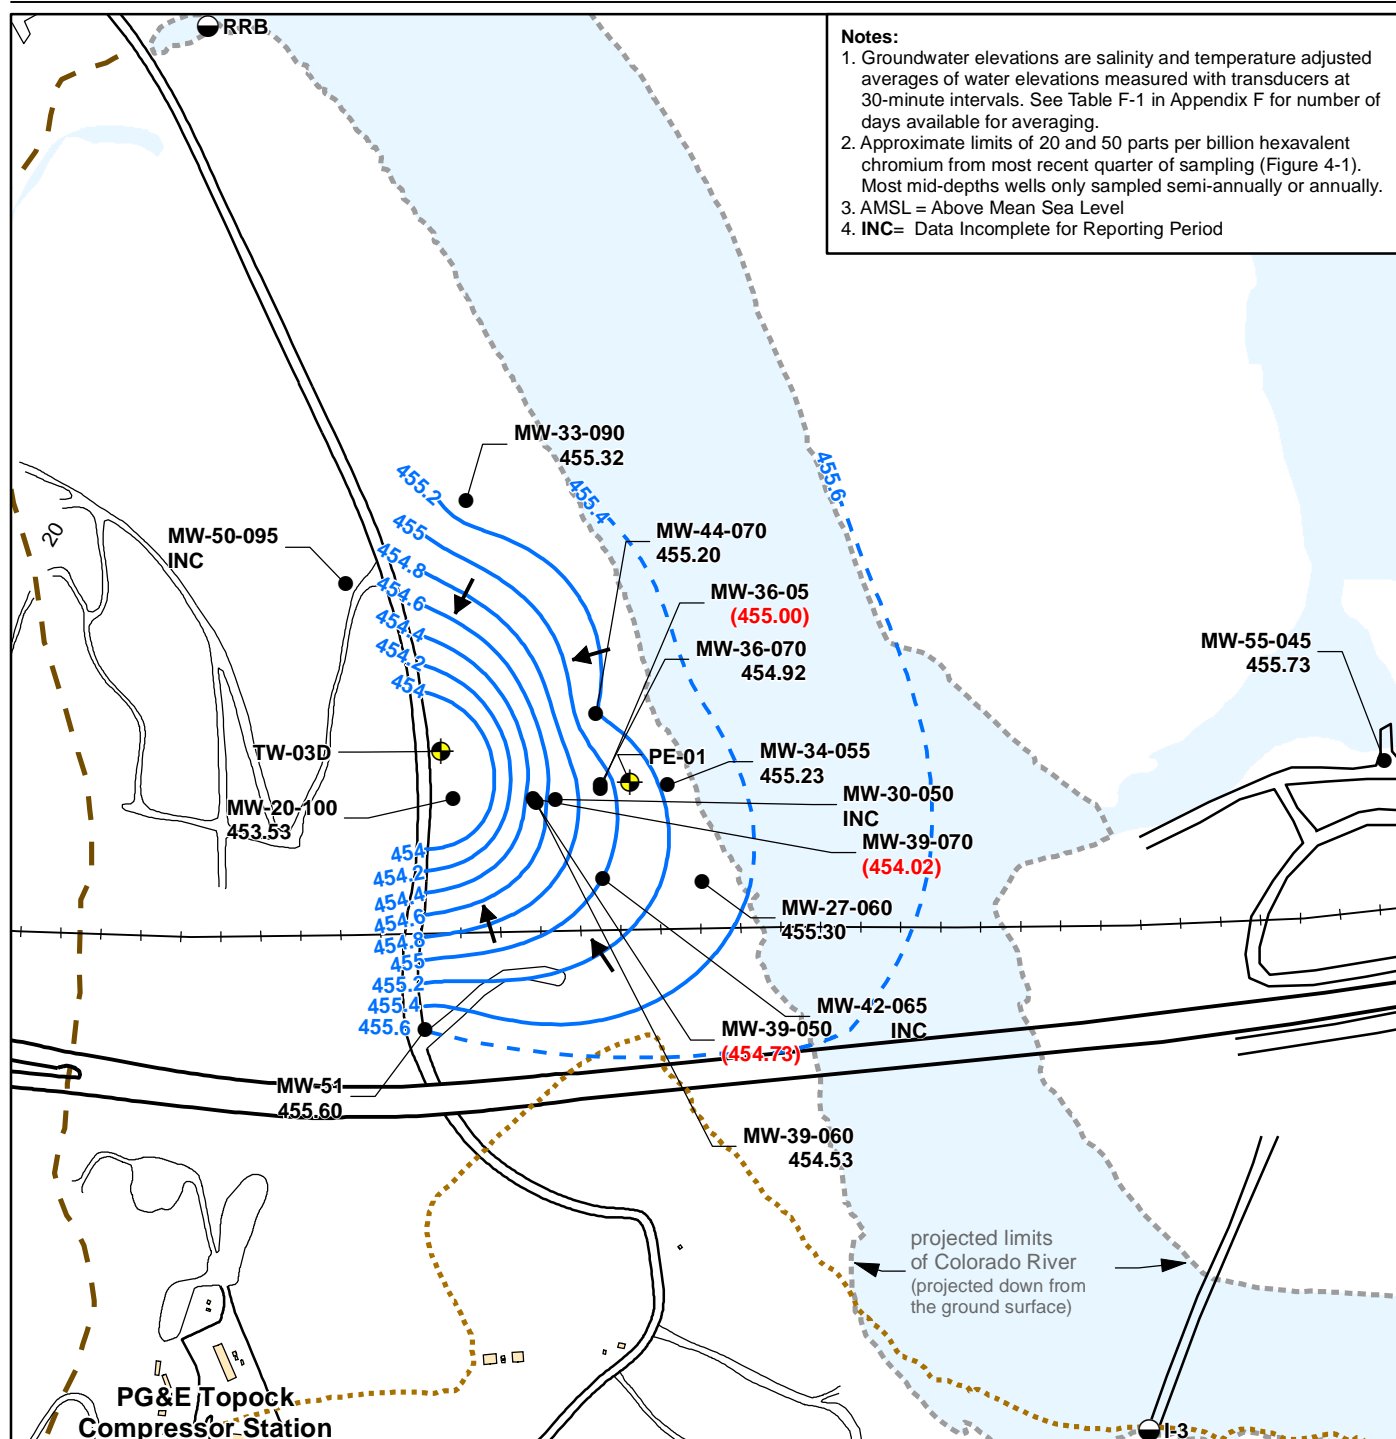 RRB
Notes:
1. Groundwater elevations are salinity and temperature adjusted
averages of water elevations measured with transducers at
30-minute intervals. See Table F-1 in Appendix F for number of
days available for averaging.
2. Approximate limits of 20 and 50 parts per billion hexavalent
chromium from most recent quarter of sampling (Figure 4-1).
Most mid-depths wells only sampled semi-annually or annually.
3. AMSL = Above Mean Sea Level
4. INC= Data Incomplete for Reporting Period
MW-33-090
455.32
455.2
455.4
455.6
20
MW-50-095
INC
455
454.8
454.6
454.4
454.2
454
MW-44-070
455.20
MW-36-05
(455.00)
MW-36-070
454.92
MW-55-045
455.73
TW-03D
PE-01
MW-34-055
455.23
MW-20-100
453.53
MW-30-050
INC
MW-39-070
(454.02)
454
454.2
454.4
454.6
454.8
455
455.2
455.4
455.6
MW-27-060
455.30
MW-42-065
INC
MW-39-050
(454.73)
MW-51
455.60
MW-39-060
454.53
projected limits
of Colorado River
(projected down from
the ground surface)
PG&E Topock
Compressor Station
I-3